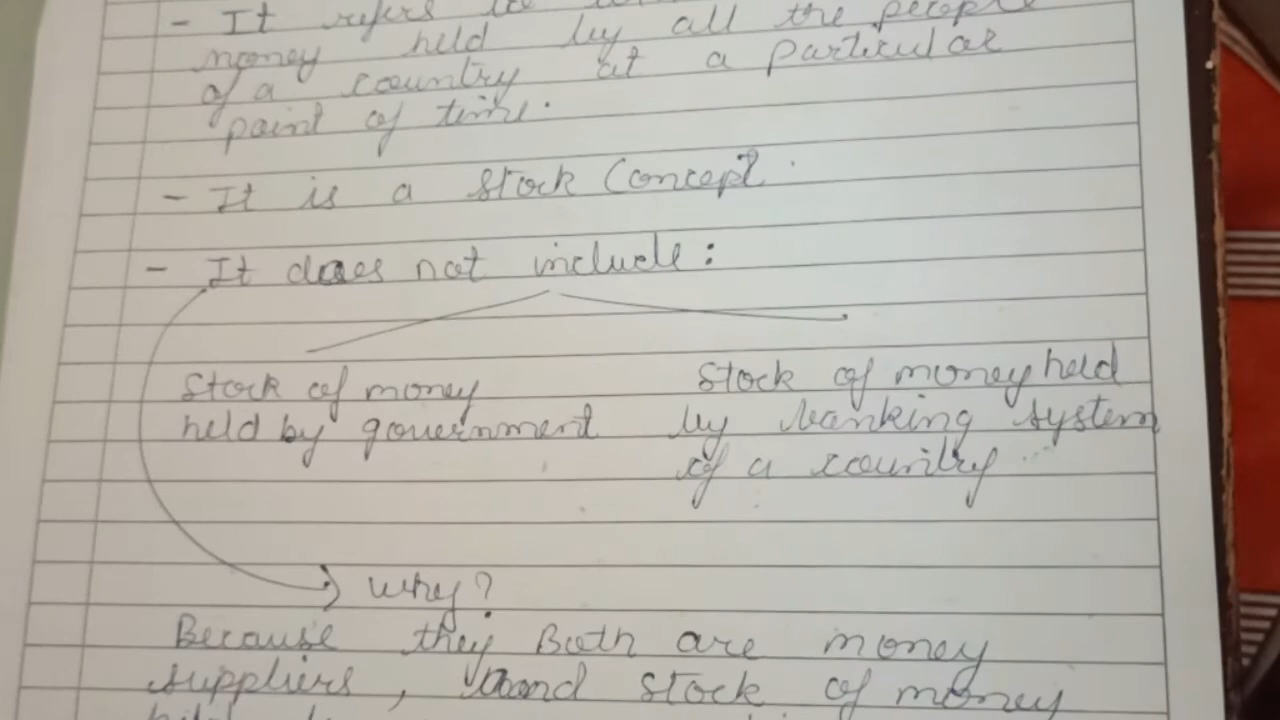 - It refers to
money held by all the people
of a country at a particular
point of time.
- It is a Stock Concept.
- It does not include:
Stock of money
held by government
Stock of money held
by banking system
of a country
Why?
Because they Both are money
suppliers, and stock of money